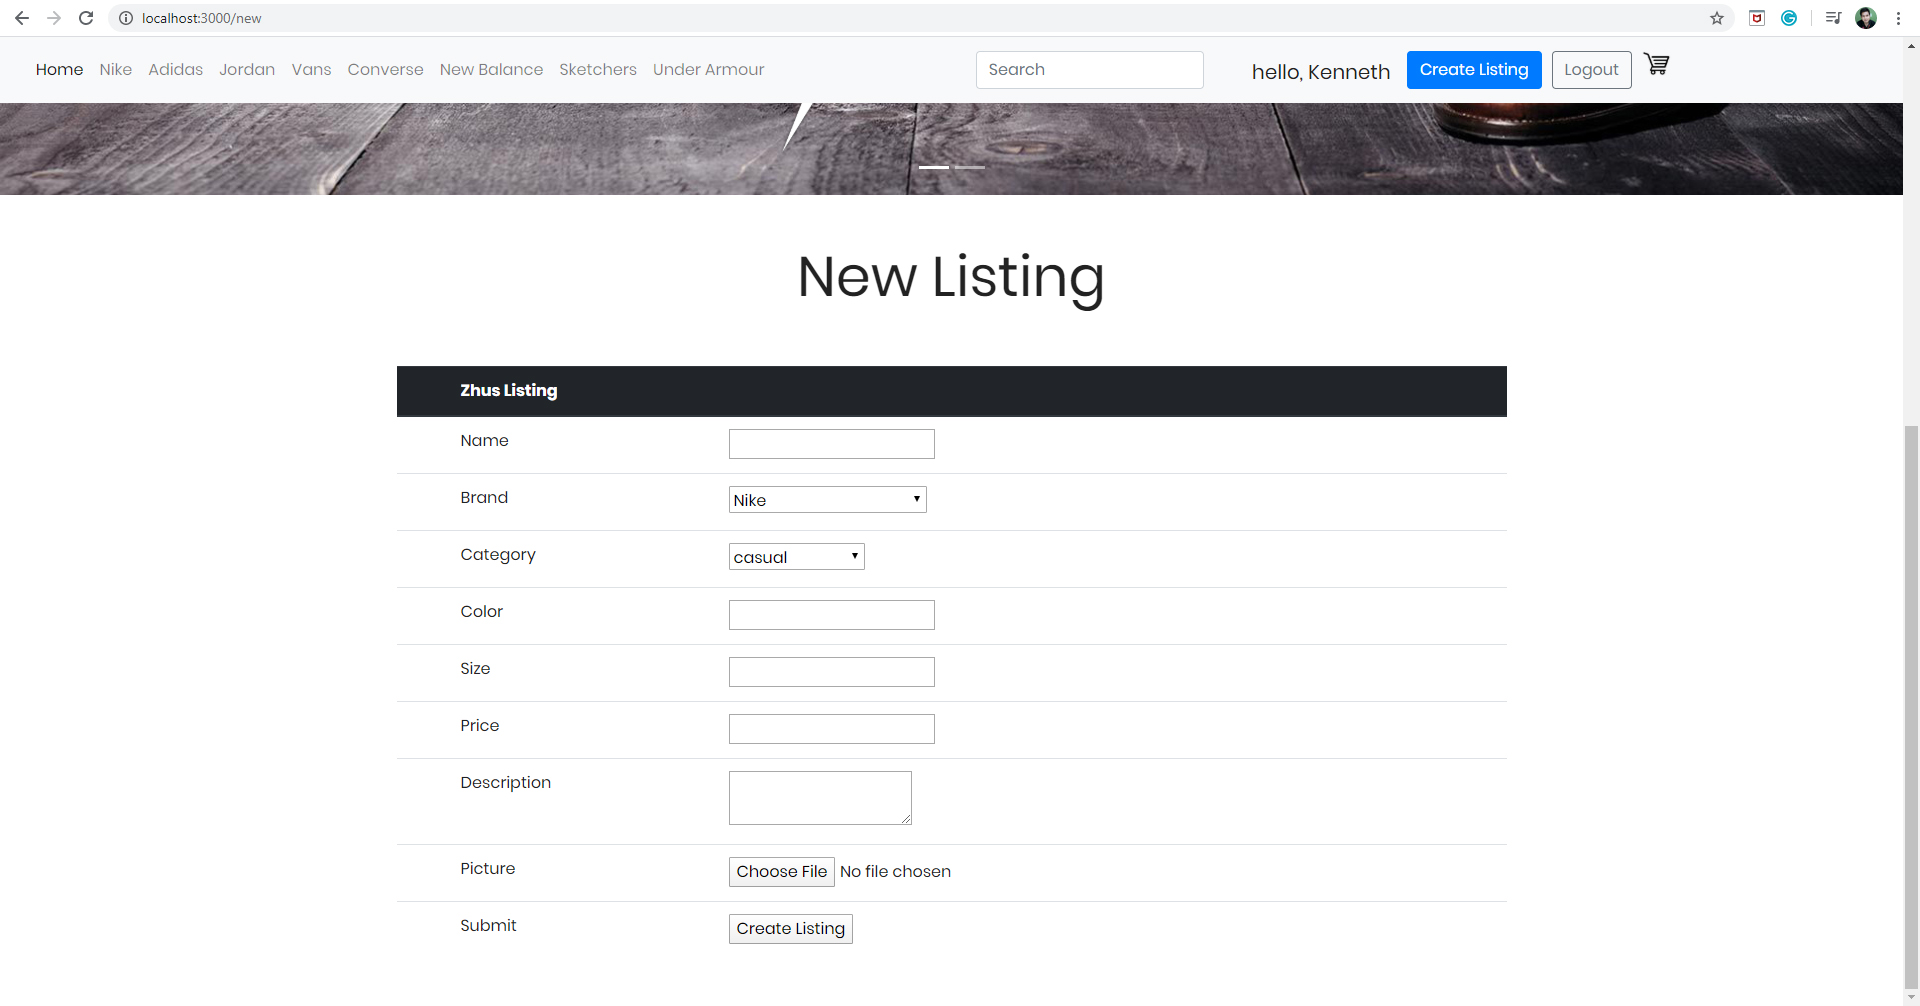 localhost:3000/new
Home Nike Adidas Jordan Vans Converse New Balance Sketchers Under Armour Search hello, Kenneth Create Listing Logout
New Listing
Zhus Listing
Name
Brand Nike
Category casual
Color
Size
Price
Description
Picture Choose File No file chosen
Submit Create Listing